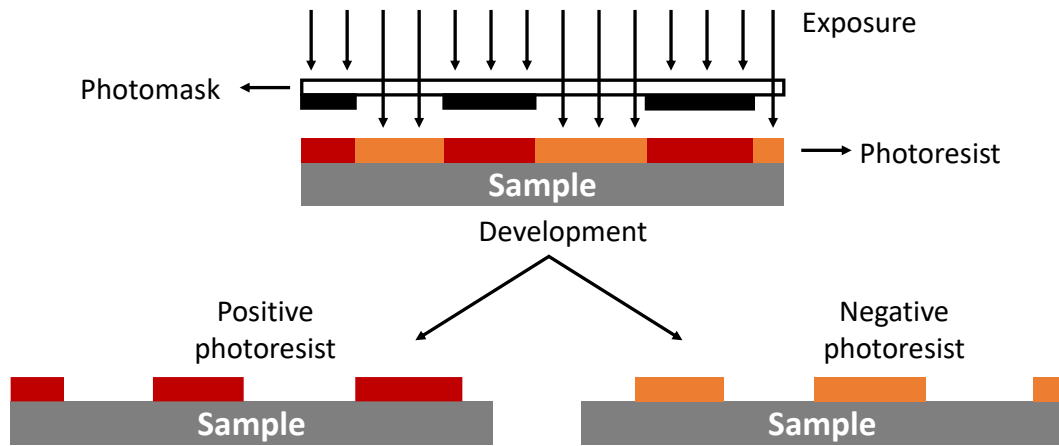 Exposure
Photomask
Photoresist
Sample
Development
Positive
photoresist
Negative
photoresist
Sample
Sample